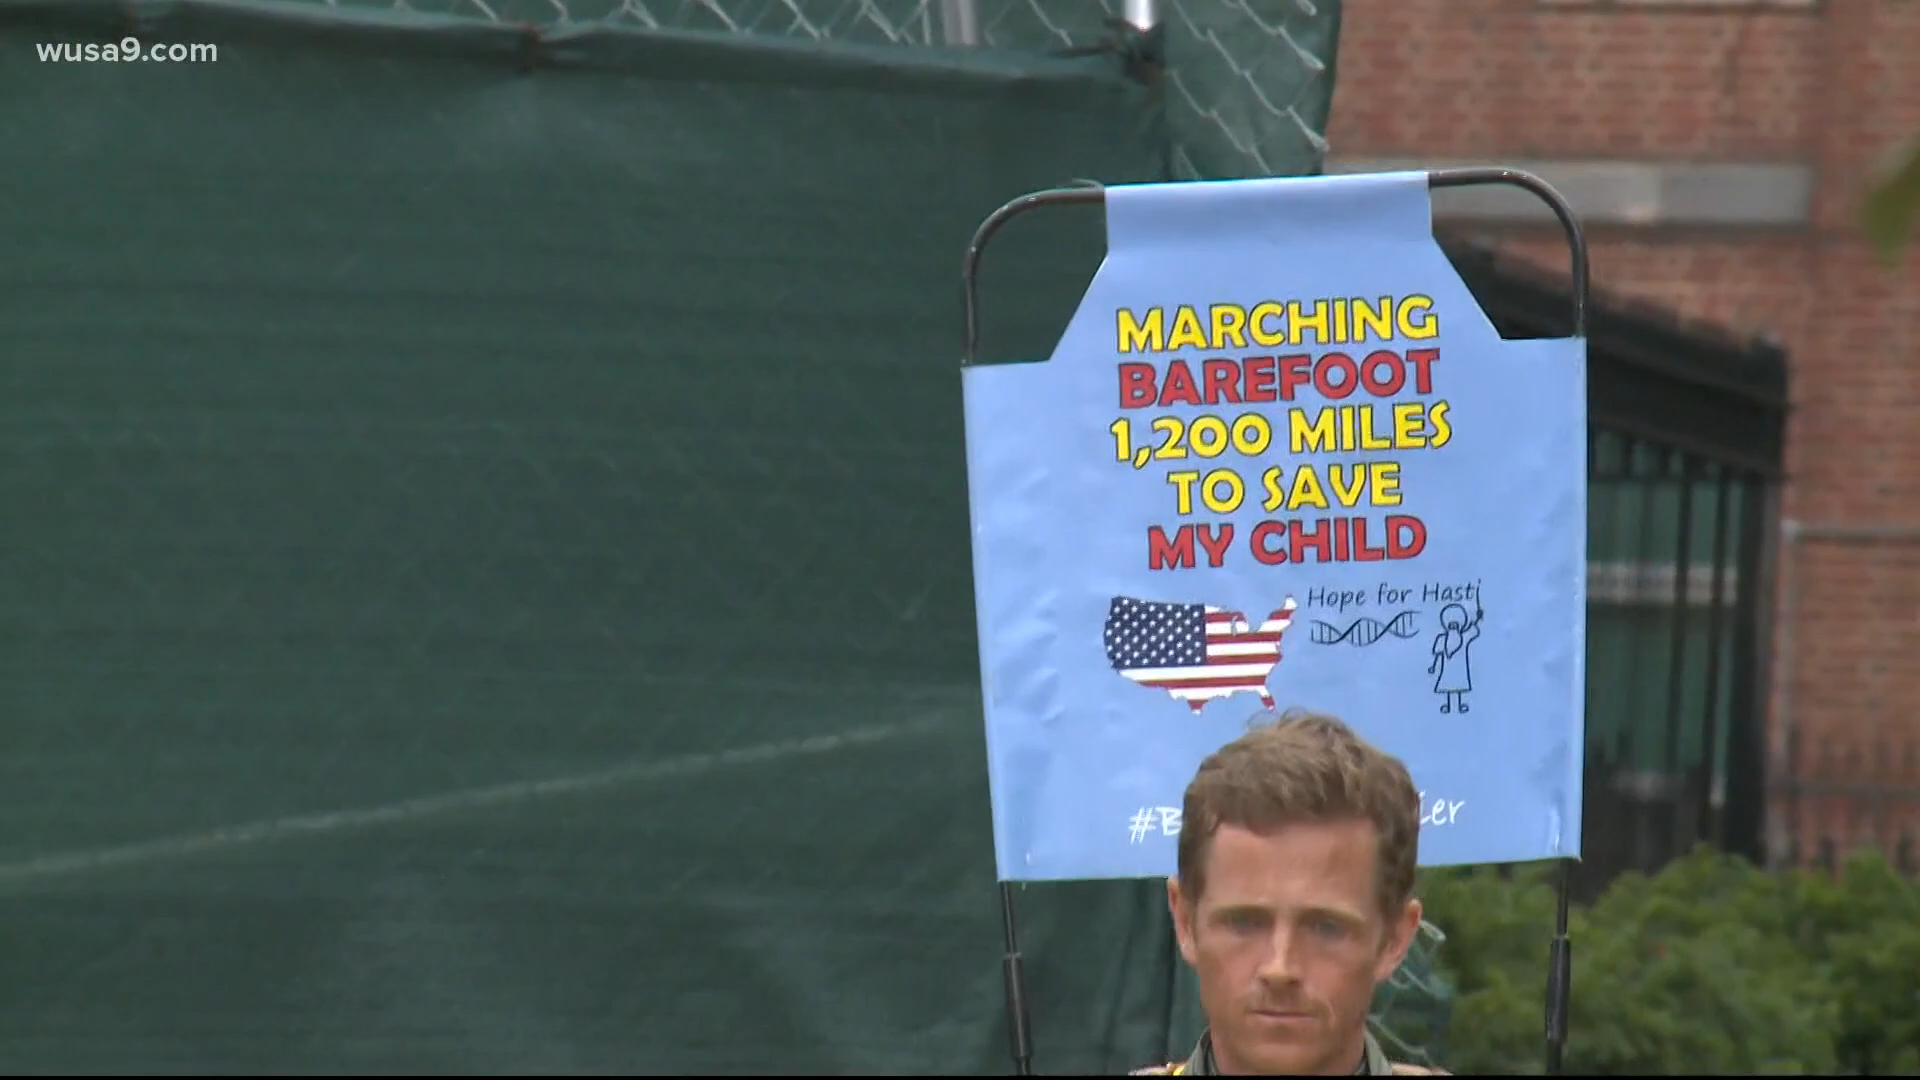 wusa9.com
MARCHING
BAREFOOT
1,200 MILES
TO SAVE
MY CHILD
Hope for Hasti